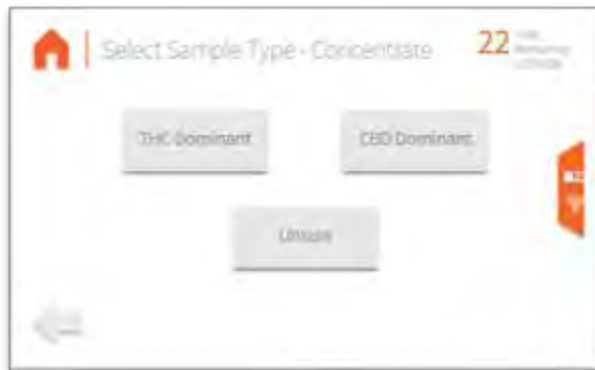 Select Sample Type - Concentrate
22
THC Dominant
CBD Dominant
Unsure